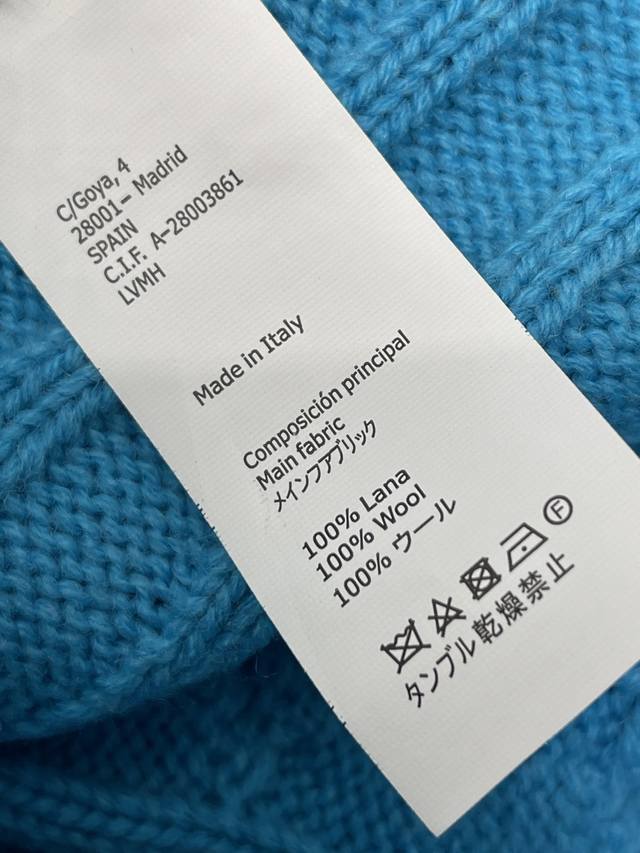 C/Goya, 4
28001- Madrid
SPAIN
C.I.F. A-28003861
LVMH
Made in Italy
Composición principal
Main fabric
メインファブリック
100% Lana
100% Wool
100% ウール
F
タンブル乾燥禁止